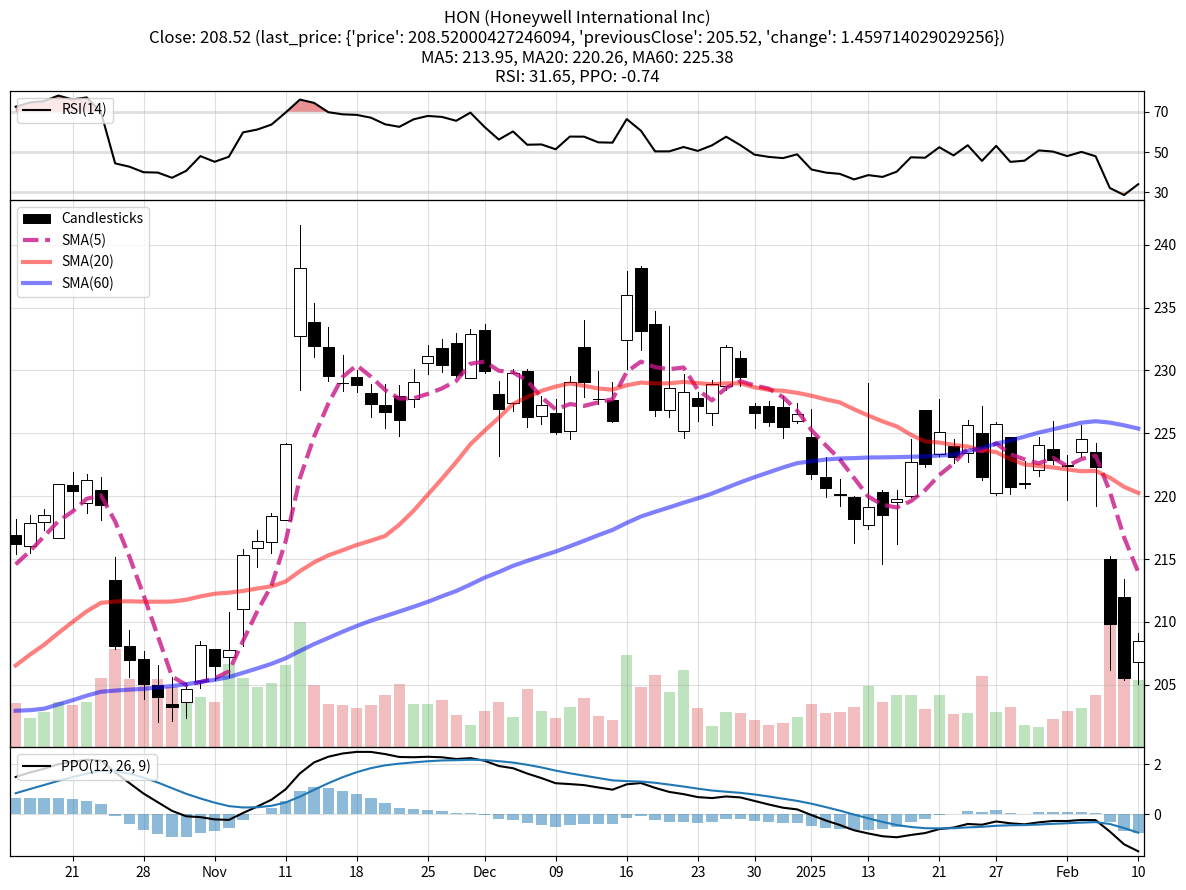 HON (Honeywell International Inc)
Close: 208.52 (last_price: {'price': 208.52000427246094, 'previousClose': 205.52, 'change': 1.459714029029256})
MA5: 213.95, MA20: 220.26, MA60: 225.38
RSI: 31.65, PPO: -0.74
RSI(14)
70
50
30
Candlesticks
SMA(5)
SMA(20)
SMA(60)
240
235
230
225
220
215
210
205
PPO(12, 26, 9)
2
0
21 28 Nov 11 18 25 Dec 09 16 23 30 2025 13 21 27 Feb 10